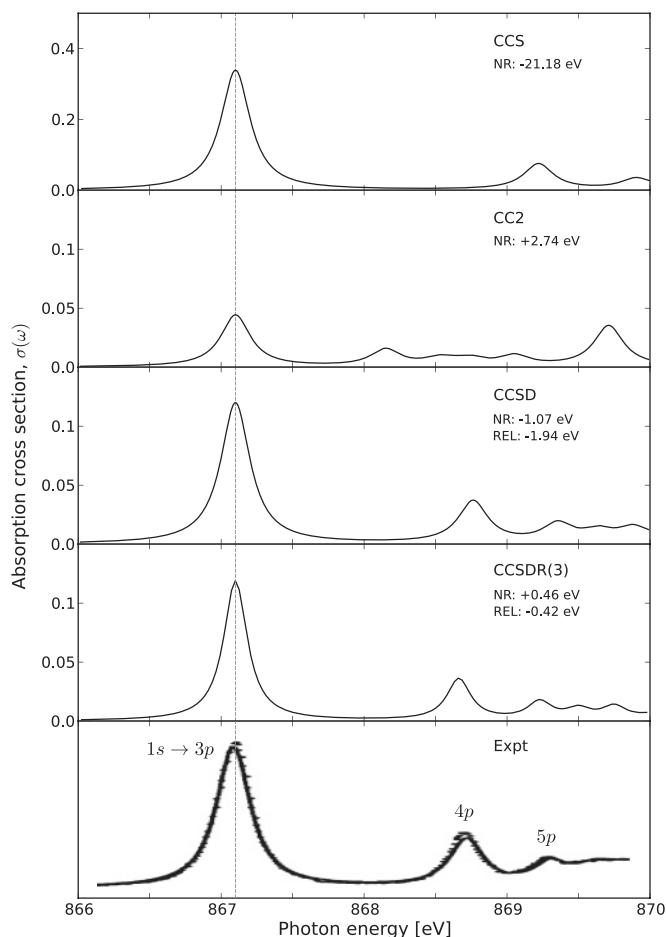 CCS
NR: -21.18 eV
0.4
0.2
0.0
CC2
NR: +2.74 eV
0.1
0.05
0.0
CCSD
NR: -1.07 eV
REL: -1.94 eV
0.1
0.05
0.0
CCSDR(3)
NR: +0.46 eV
REL: -0.42 eV
0.1
0.05
0.0
Absorption cross section, σ(ω)
Expt
1s → 3p
4p
5p
866 867 868 869 870
Photon energy [eV]